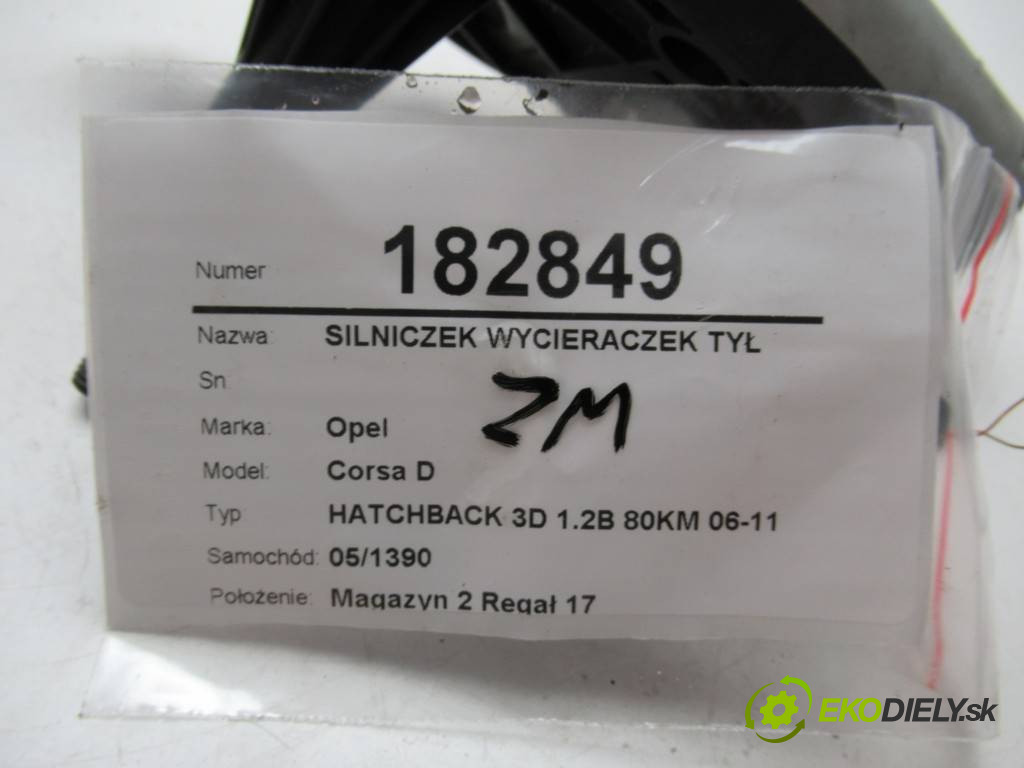 Numer 182849
Nazwa: SILNICZEK WYCIERACZEK TYŁ
Sn
ZM
Marka: Opel
Model: Corsa D
Typ HATCHBACK 3D 1.2B 80KM 06-11
Samochód: 05/1390
Położenie: Magazyn 2 Regał 17
EKODIELY.sk